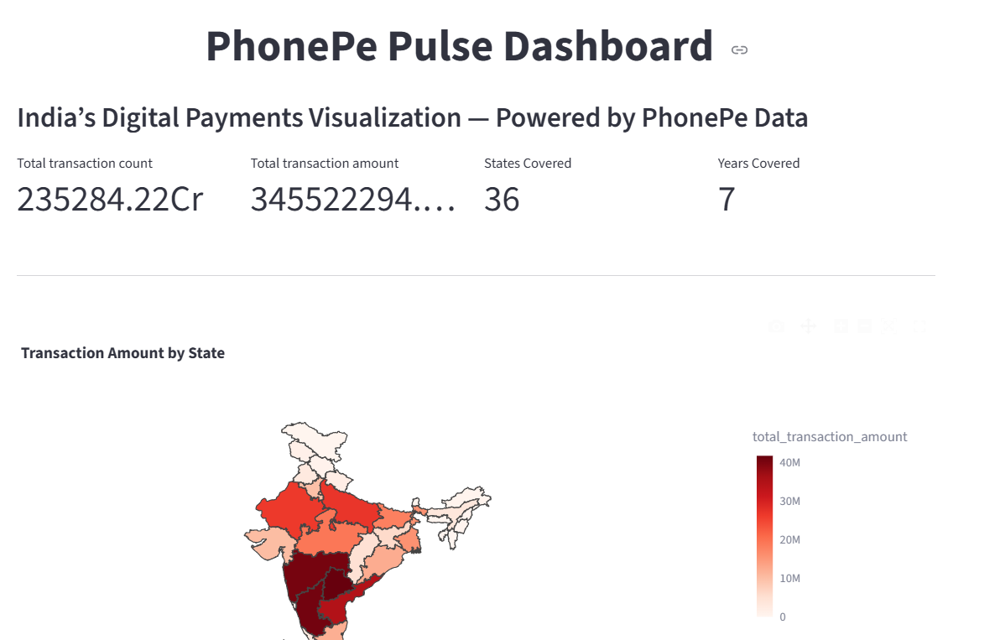 PhonePe Pulse Dashboard
India’s Digital Payments Visualization — Powered by PhonePe Data
Total transaction count
Total transaction amount
States Covered
Years Covered
235284.22Cr
345522294.…
36
7
Transaction Amount by State
total_transaction_amount
40M
30M
20M
10M
0